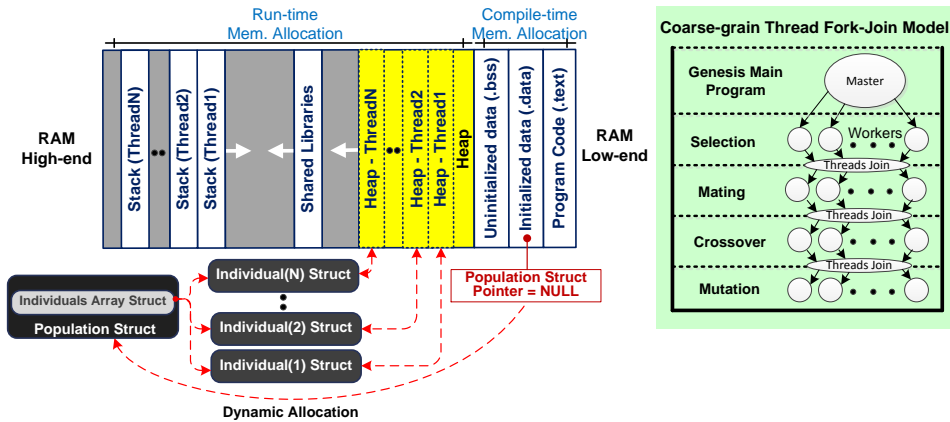 Run-time
Mem. Allocation
Compile-time
Mem. Allocation
RAM
High-end
Stack (ThreadN)
Stack (Thread2)
Stack (Thread1)
Shared Libraries
Heap - ThreadN
Heap - Thread2
Heap - Thread1
Heap
Uninitialized data (.bss)
Initialized data (.data)
Program Code (.text)
RAM
Low-end
Individuals Array Struct
Population Struct
Individual(N) Struct
Individual(2) Struct
Individual(1) Struct
Population Struct
Pointer = NULL
Dynamic Allocation
Coarse-grain Thread Fork-Join Model
Genesis Main
Program
Master
Selection
Workers
Threads Join
Mating
Threads Join
Crossover
Threads Join
Mutation